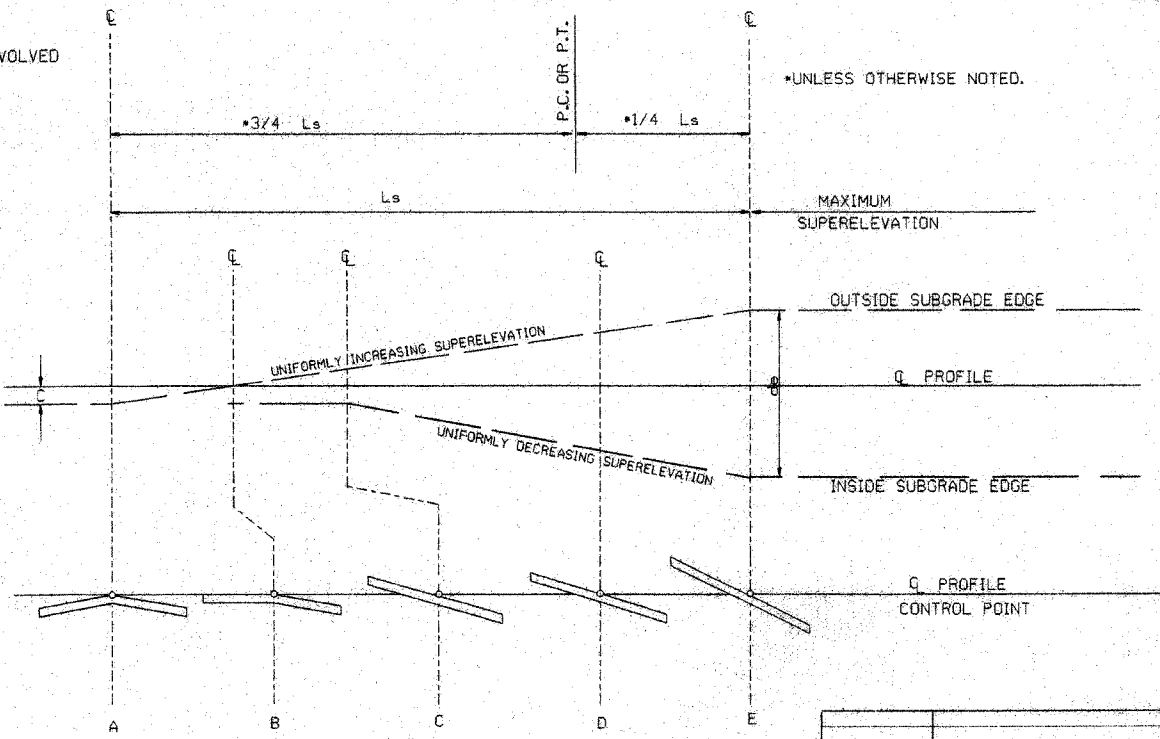 ℄
℄
VOLVED
P.C. OR P.T.
*UNLESS OTHERWISE NOTED.
*3/4 Ls
*1/4 Ls
Ls
MAXIMUM
SUPERELEVATION
℄
℄
℄
OUTSIDE SUBGRADE EDGE
UNIFORMLY INCREASING SUPERELEVATION
℄ PROFILE
C
UNIFORMLY DECREASING SUPERELEVATION
INSIDE SUBGRADE EDGE
℄ PROFILE
CONTROL POINT
A
B
C
D
E